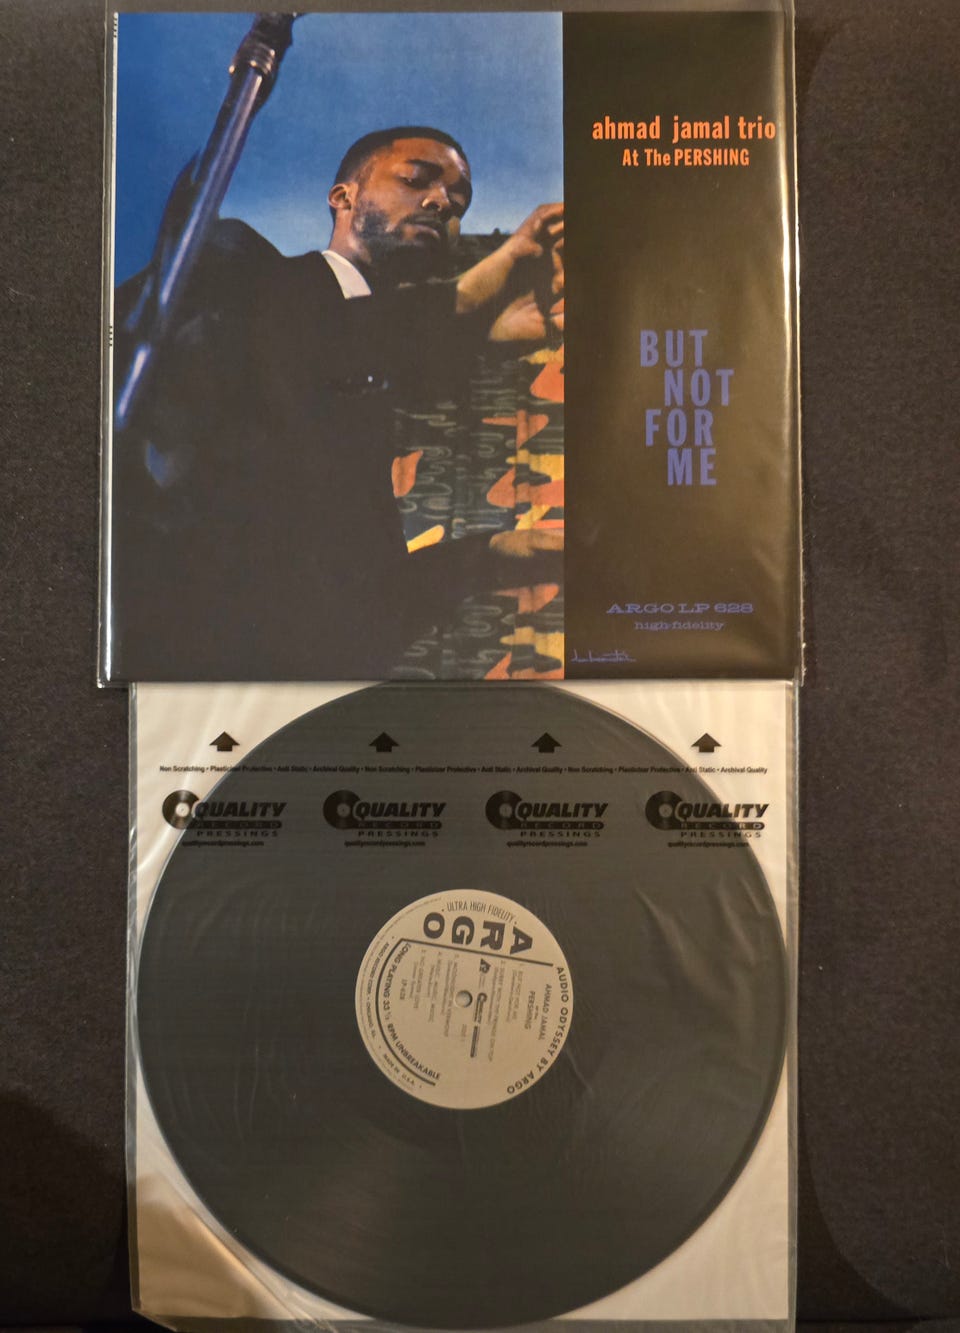 ahmad jamal trio
At The PERSHING
BUT
NOT
FOR
ME
ARGO LP 628
high-fidelity
Non Scratching • Plasticizer Protective • Anti Static • Archival Quality • Non Scratching • Plasticizer Protective • Anti Static • Archival Quality • Non Scratching • Plasticizer Protective • Anti Static • Archival Quality
QUALITY QUALITY QUALITY QUALITY
RECORD RECORD RECORD RECORD
PRESSINGS PRESSINGS PRESSINGS PRESSINGS
qualityrecordpressings.com qualityrecordpressings.com qualityrecordpressings.com qualityrecordpressings.com
• ULTRA HIGH FIDELITY •
ARGO
AUDIO ODYSSEY BY ARGO
AHMAD JAMAL
AT THE
PERSHING
LP-628
LONG PLAYING 33 ⅓ RPM UNBREAKABLE
MADE IN U.S.A.